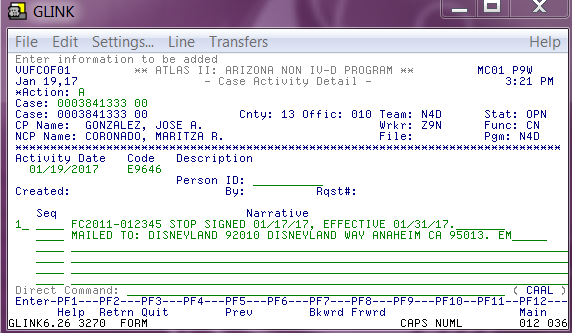 GLINK
File Edit Settings... Line Transfers Help
Enter information to be added
VUFCOF01 ** ATLAS II: ARIZONA NON IV-D PROGRAM ** MC01 P9W
Jan 19,17 - Case Activity Detail - 3:21 PM
*Action: A
Case: 0003841333 00
Case: 0003841333 00 Cnty: 13 Offic: 010 Team: N4D Stat: OPN
CP Name: GONZALEZ, JOSE A. Wrkr: Z9N Func: CN
NCP Name: CORONADO, MARITZA R. File: Pgm: N4D
*******************************************************************************
Activity Date Code Description
01/19/2017 E9646
Person ID: ____________
Created: By: Rqst#:
Seq Narrative
1_ ____ FC2011-012345 STOP SIGNED 01/17/17, EFFECTIVE 01/31/17._______
____ MAILED TO: DISNEYLAND 92010 DISNEYLAND WAY ANAHEIM CA 95013. EM_____
Direct Command: ( CAAL )
Enter-PF1---PF2---PF3---PF4---PF5---PF6---PF7---PF8---PF9---PF10--PF11--PF12---
Help Retrn Quit Prev Bkwrd Frwrd Main
GLINK6.26 3270 FORM CAPS NUML 012 036